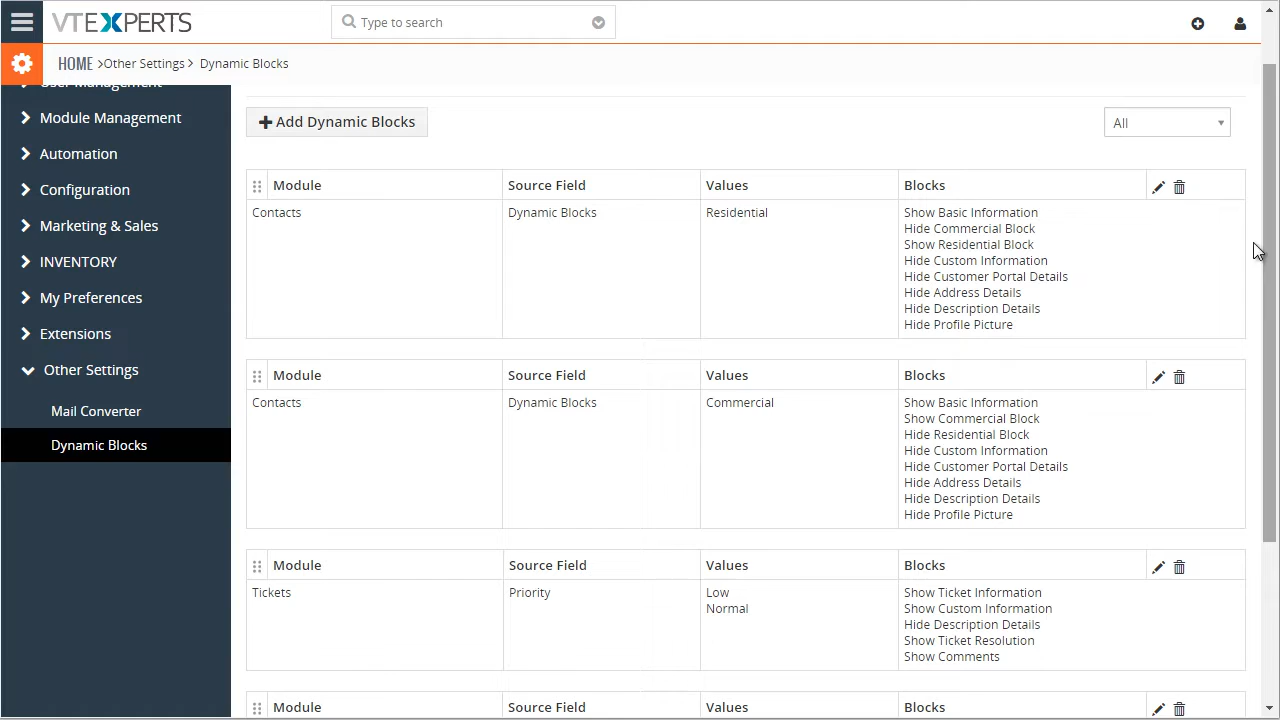 VTEXPERTS
Type to search
HOME >Other Settings > Dynamic Blocks
User Management
Module Management
Automation
Configuration
Marketing & Sales
INVENTORY
My Preferences
Extensions
Other Settings
Mail Converter
Dynamic Blocks
Add Dynamic Blocks
All
Module Source Field Values Blocks
Contacts Dynamic Blocks Residential Show Basic Information
Hide Commercial Block
Show Residential Block
Hide Custom Information
Hide Customer Portal Details
Hide Address Details
Hide Description Details
Hide Profile Picture
Module Source Field Values Blocks
Contacts Dynamic Blocks Commercial Show Basic Information
Show Commercial Block
Hide Residential Block
Hide Custom Information
Hide Customer Portal Details
Hide Address Details
Hide Description Details
Hide Profile Picture
Module Source Field Values Blocks
Tickets Priority Low Show Ticket Information
Normal Show Custom Information
Hide Description Details
Show Ticket Resolution
Show Comments
Module Source Field Values Blocks